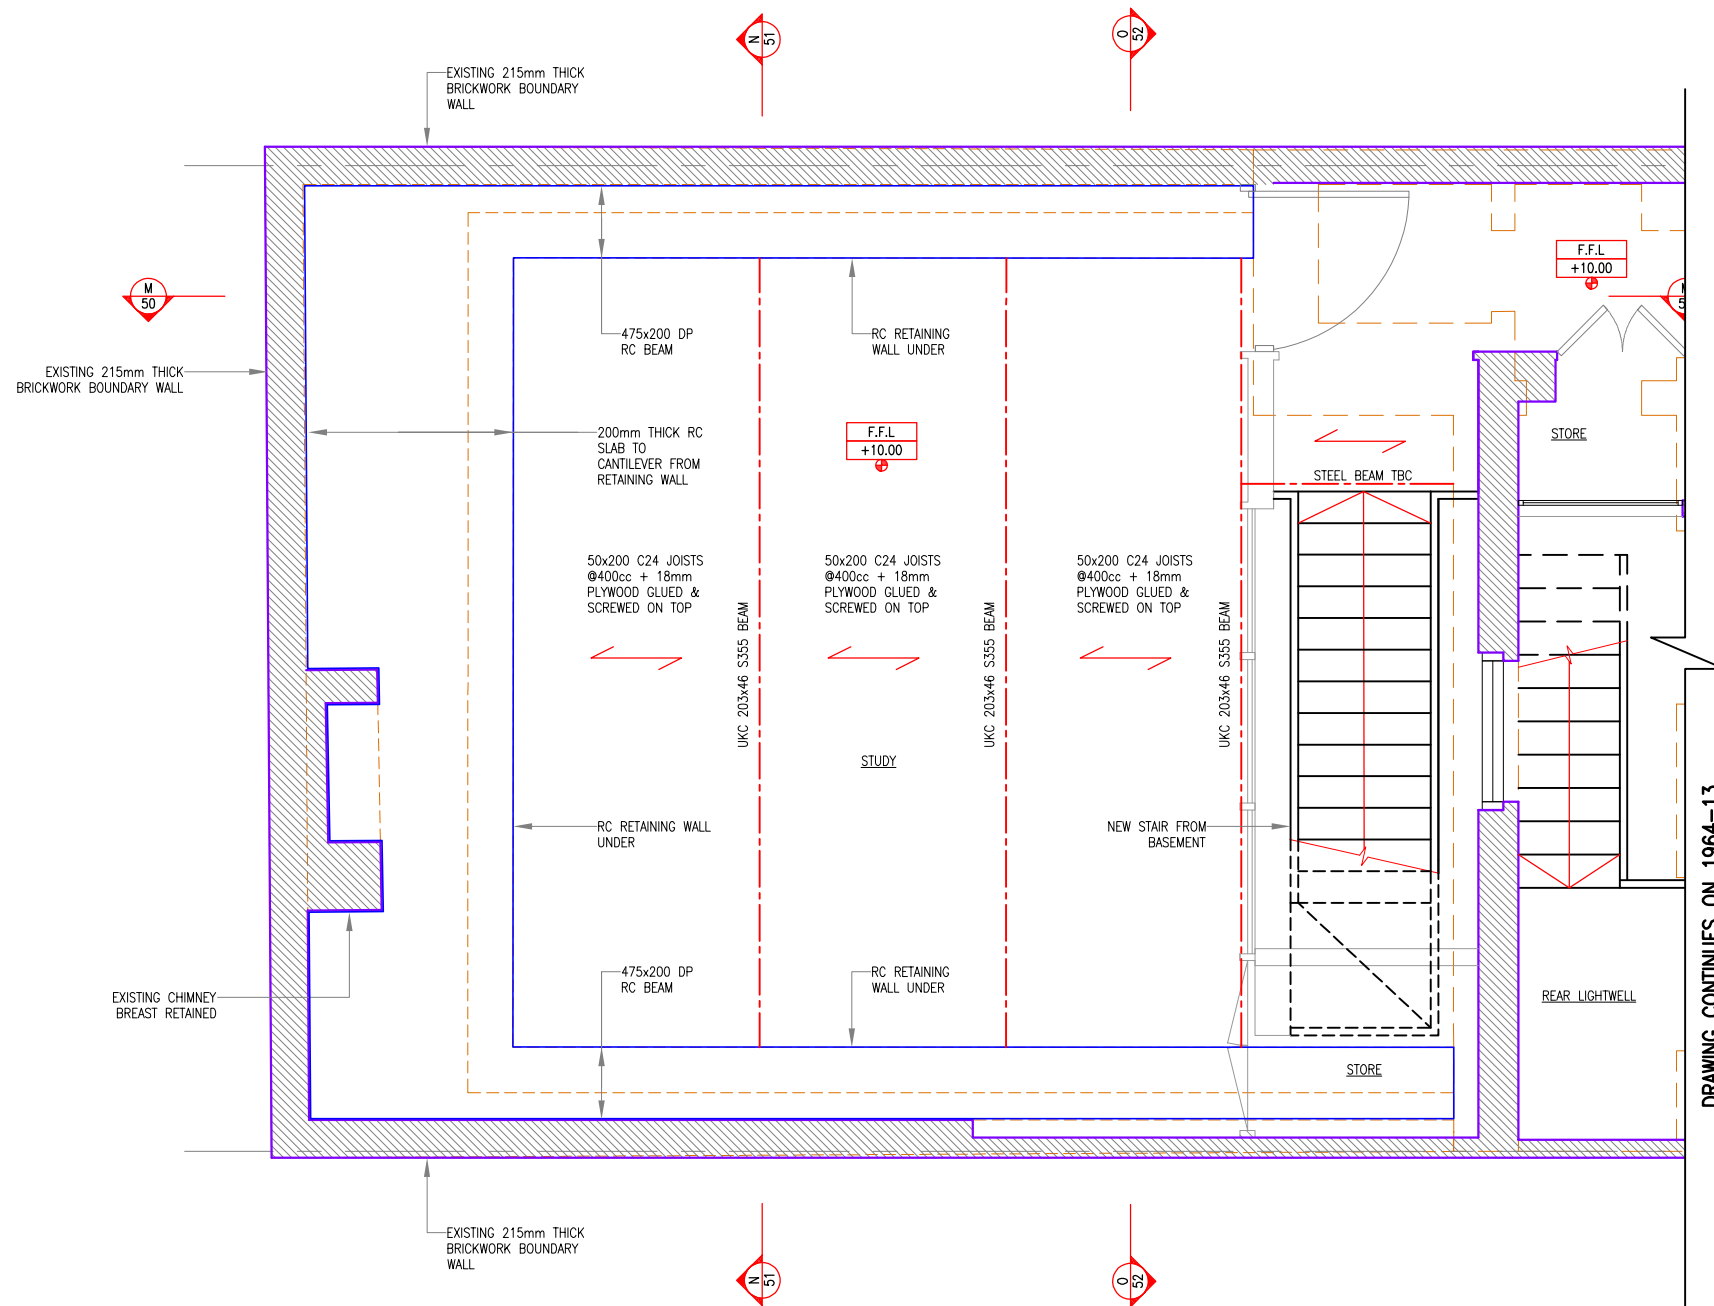 N
51
O
52
EXISTING 215mm THICK
BRICKWORK BOUNDARY
WALL
F.F.L
+10.00
M
50
475x200 DP
RC BEAM
RC RETAINING
WALL UNDER
EXISTING 215mm THICK
BRICKWORK BOUNDARY WALL
200mm THICK RC
SLAB TO
CANTILEVER FROM
RETAINING WALL
F.F.L
+10.00
STORE
STEEL BEAM TBC
50x200 C24 JOISTS
@400cc + 18mm
PLYWOOD GLUED &
SCREWED ON TOP
50x200 C24 JOISTS
@400cc + 18mm
PLYWOOD GLUED &
SCREWED ON TOP
50x200 C24 JOISTS
@400cc + 18mm
PLYWOOD GLUED &
SCREWED ON TOP
UKC 203x46 S355 BEAM
UKC 203x46 S355 BEAM
UKC 203x46 S355 BEAM
STUDY
RC RETAINING WALL
UNDER
NEW STAIR FROM
BASEMENT
DRAWING CONTINUES ON 1964-13
475x200 DP
RC BEAM
RC RETAINING
WALL UNDER
EXISTING CHIMNEY
BREAST RETAINED
REAR LIGHTWELL
STORE
EXISTING 215mm THICK
BRICKWORK BOUNDARY
WALL
N
51
O
52